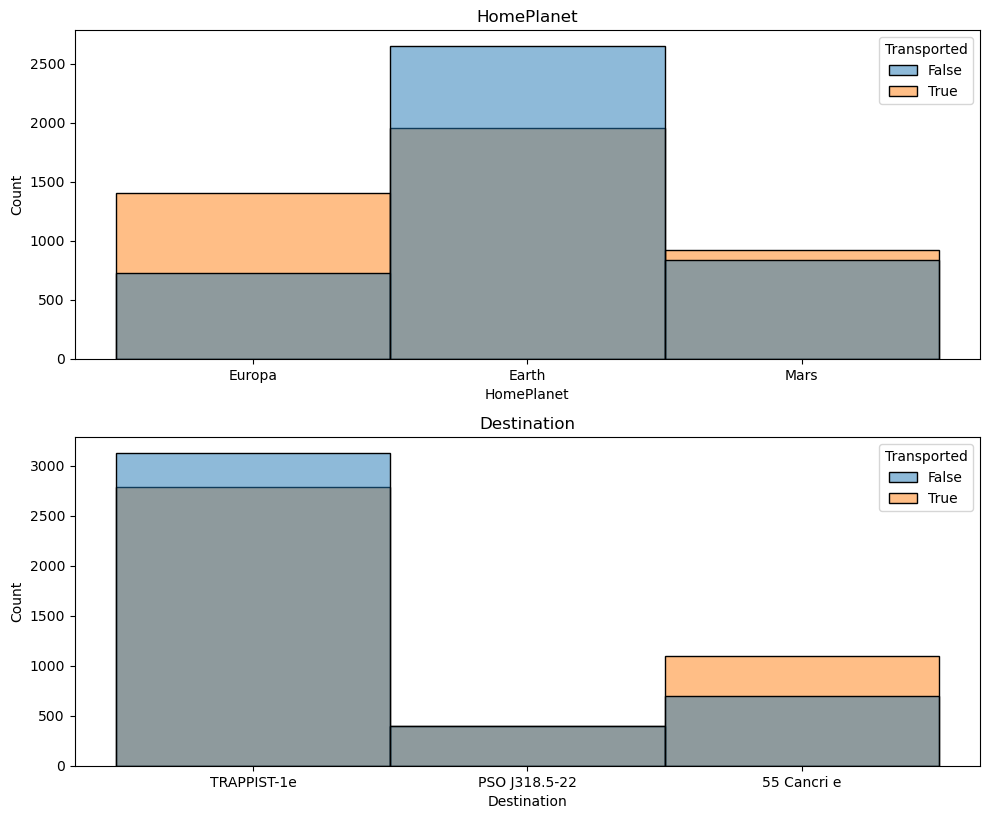 HomePlanet
2500
2000
1500
1000
500
0
Count
Transported
False
True
Europa Earth Mars
HomePlanet
Destination
3000
2500
2000
1500
1000
500
0
Count
Transported
False
True
TRAPPIST-1e PSO J318.5-22 55 Cancri e
Destination